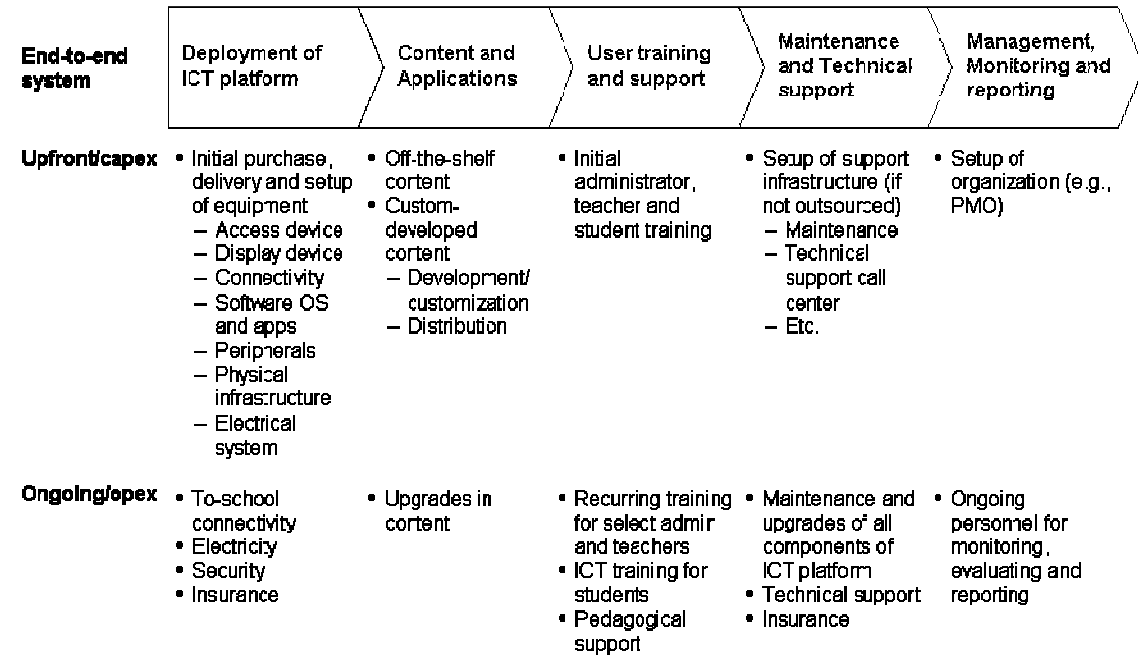 End-to-end
system
Deployment of
ICT platform
Content and
Applications
User training
and support
Maintenance
and Technical
support
Management,
Monitoring and
reporting
Upfront/capex
• Initial purchase,
delivery and setup
of equipment
– Access device
– Display device
– Connectivity
– Software OS
and apps
– Peripherals
– Physical
infrastructure
– Electrical
system
• Off-the-shelf
content
• Custom-
developed
content
– Development/
customization
– Distribution
• Initial
administrator,
teacher and
student training
• Setup of support
infrastructure (if
not outsourced)
– Maintenance
– Technical
support call
center
– Etc.
• Setup of
organization (e.g.,
PMO)
Ongoing/opex
• To-school
connectivity
• Electricity
• Security
• Insurance
• Upgrades in
content
• Recurring training
for select admin
and teachers
• ICT training for
students
• Pedagogical
support
• Maintenance and
upgrades of all
components of
ICT platform
• Technical support
• Insurance
• Ongoing
personnel for
monitoring,
evaluating and
reporting